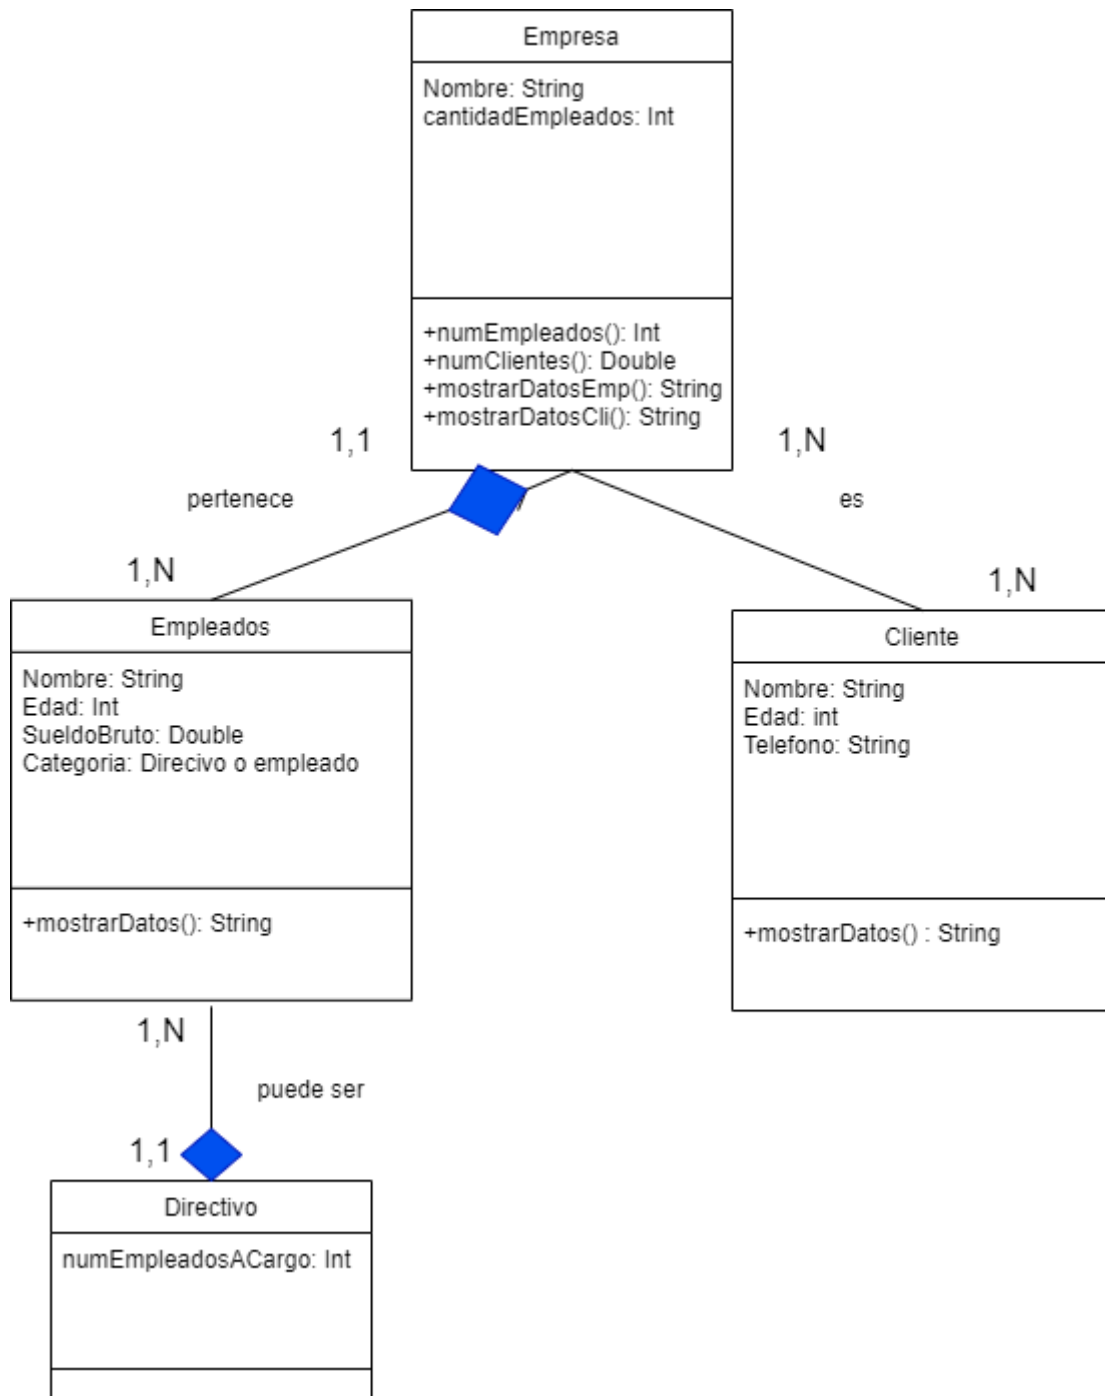 Empresa
Nombre: String
cantidadEmpleados: Int
+numEmpleados(): Int
+numClientes(): Double
+mostrarDatosEmp(): String
+mostrarDatosCli(): String
1,1
1,N
pertenece
es
1,N
1,N
Empleados
Nombre: String
Edad: Int
SueldoBruto: Double
Categoria: Direcivo o empleado
+mostrarDatos(): String
Cliente
Nombre: String
Edad: int
Telefono: String
+mostrarDatos() : String
1,N
puede ser
1,1
Directivo
numEmpleadosACargo: Int